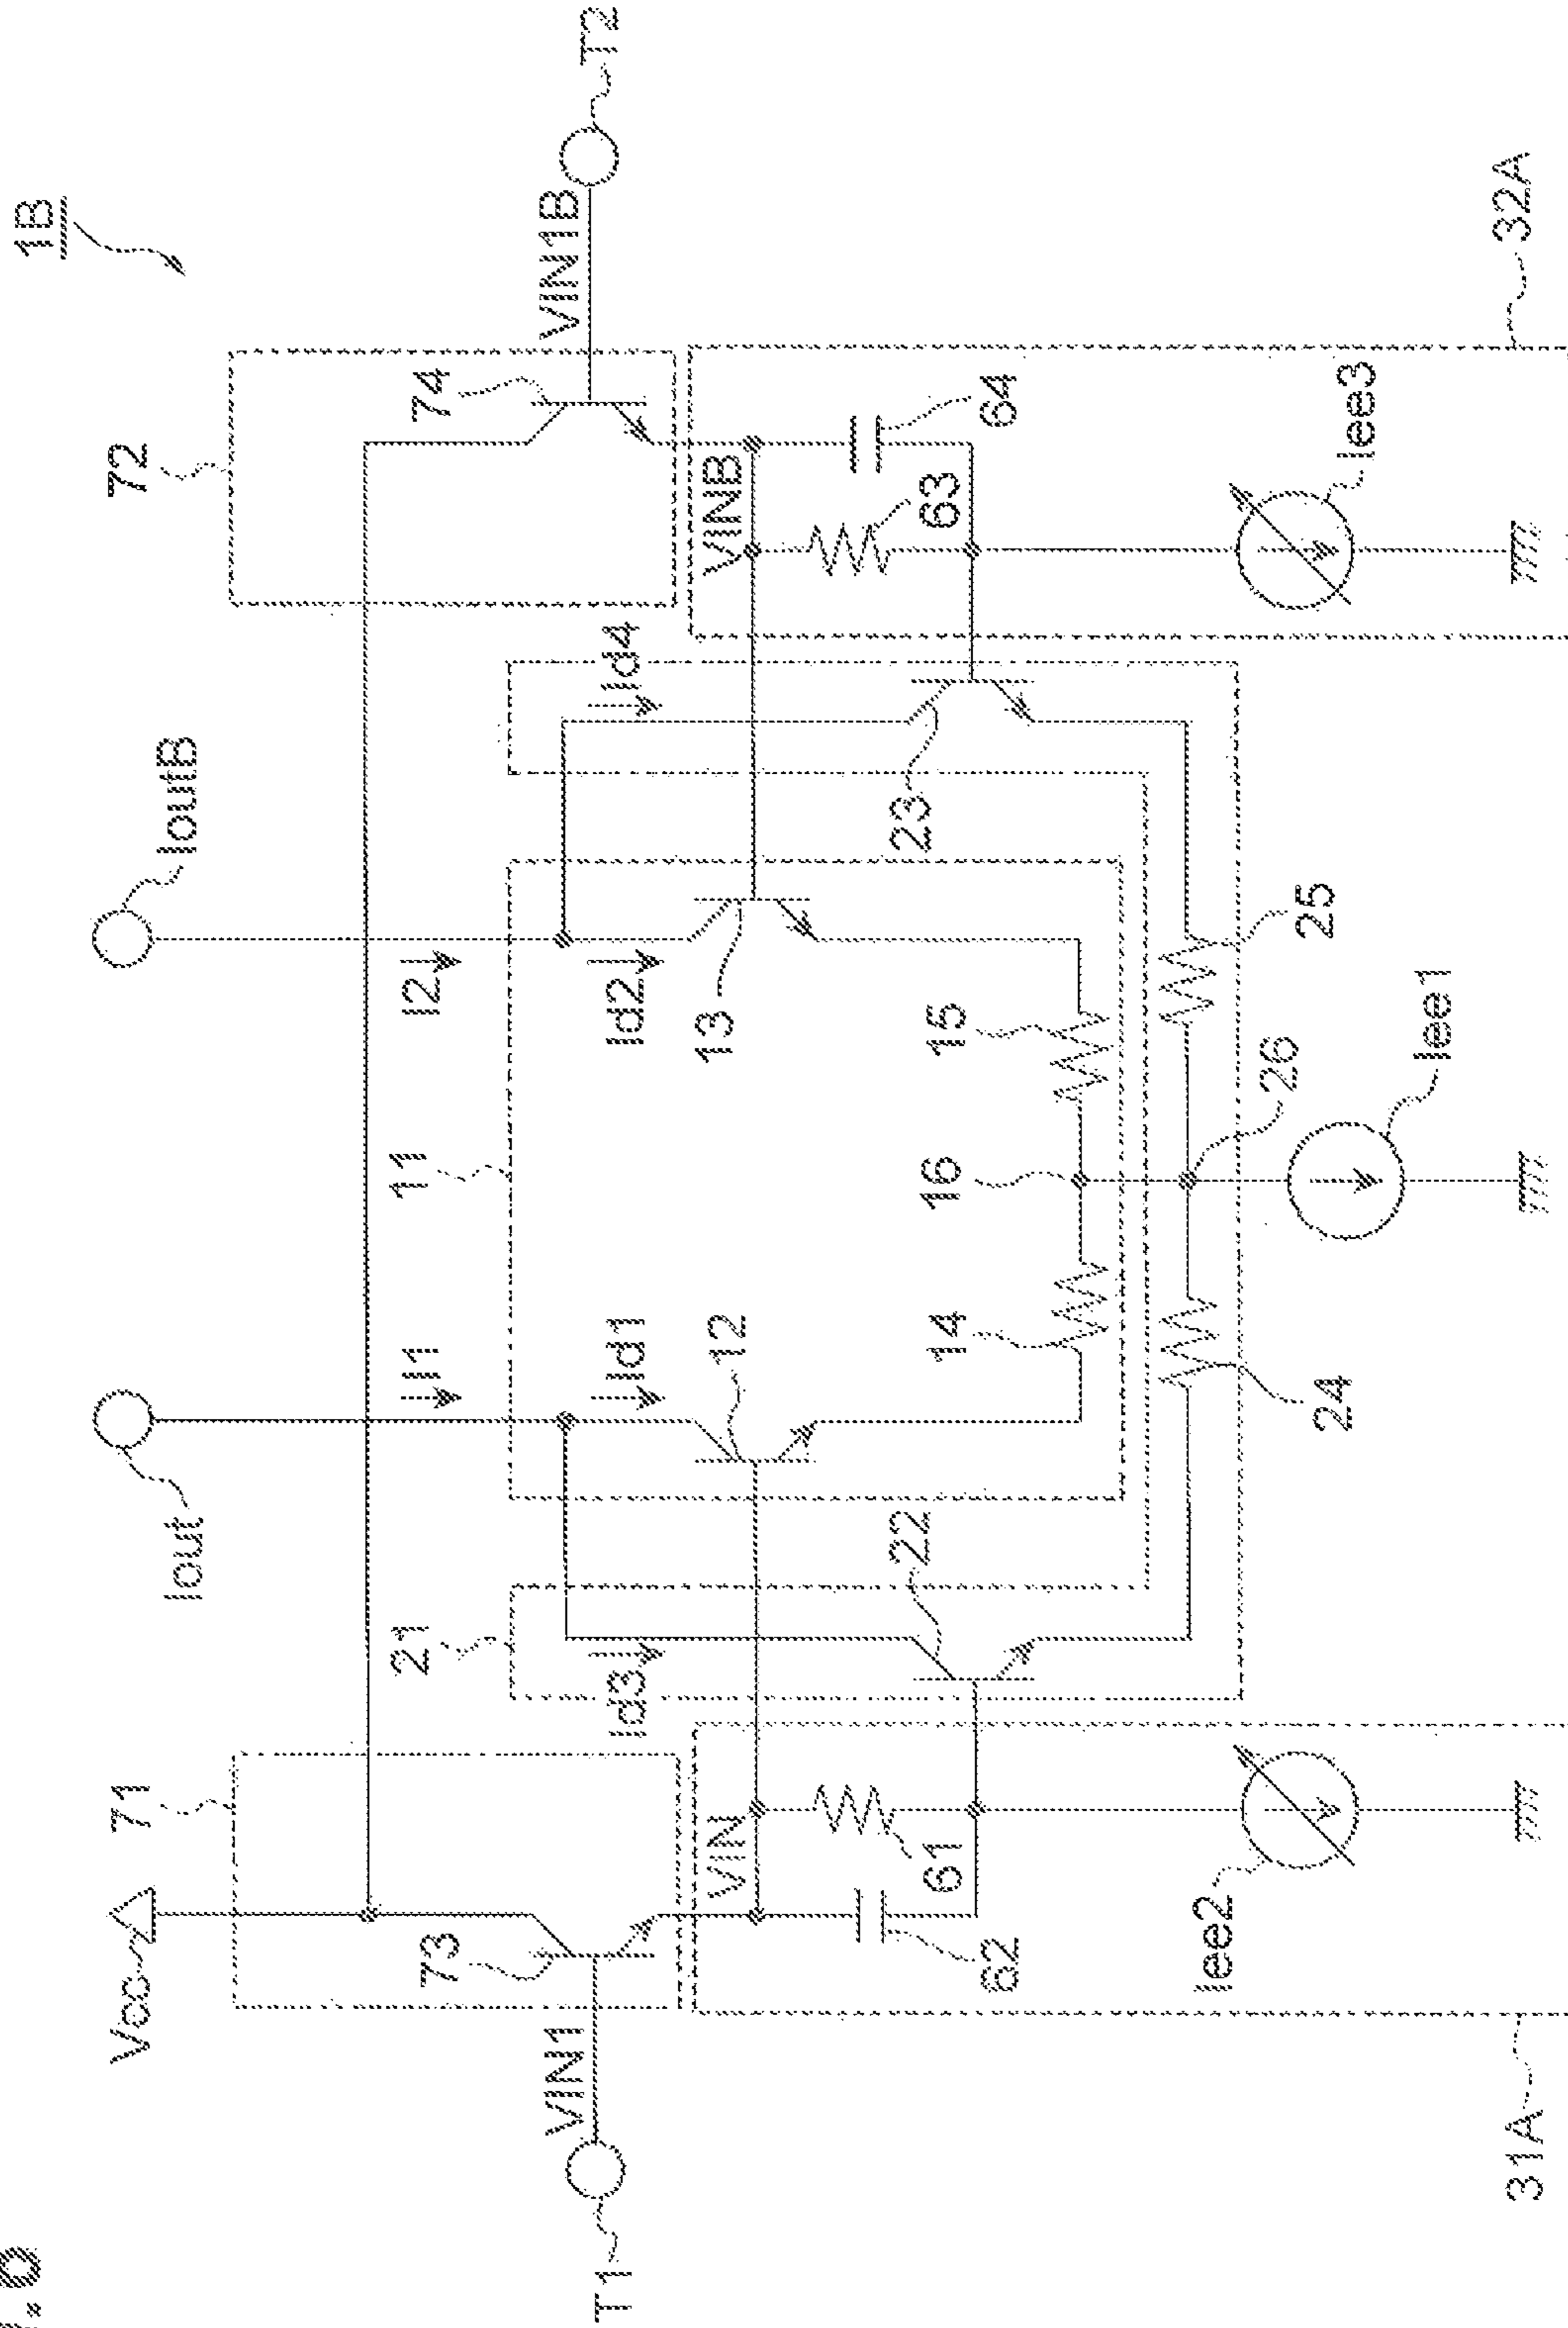 1B
Vcc
Iout
IoutB
71
72
21
11
I1
I2
73
74
VIN1
VIN1B
T1
T2
Id3
Id1
Id2
Id4
VIN
VINB
12
13
22
23
61
62
63
64
14
16
15
24
26
25
Iee2
Iee1
Iee3
31A
32A